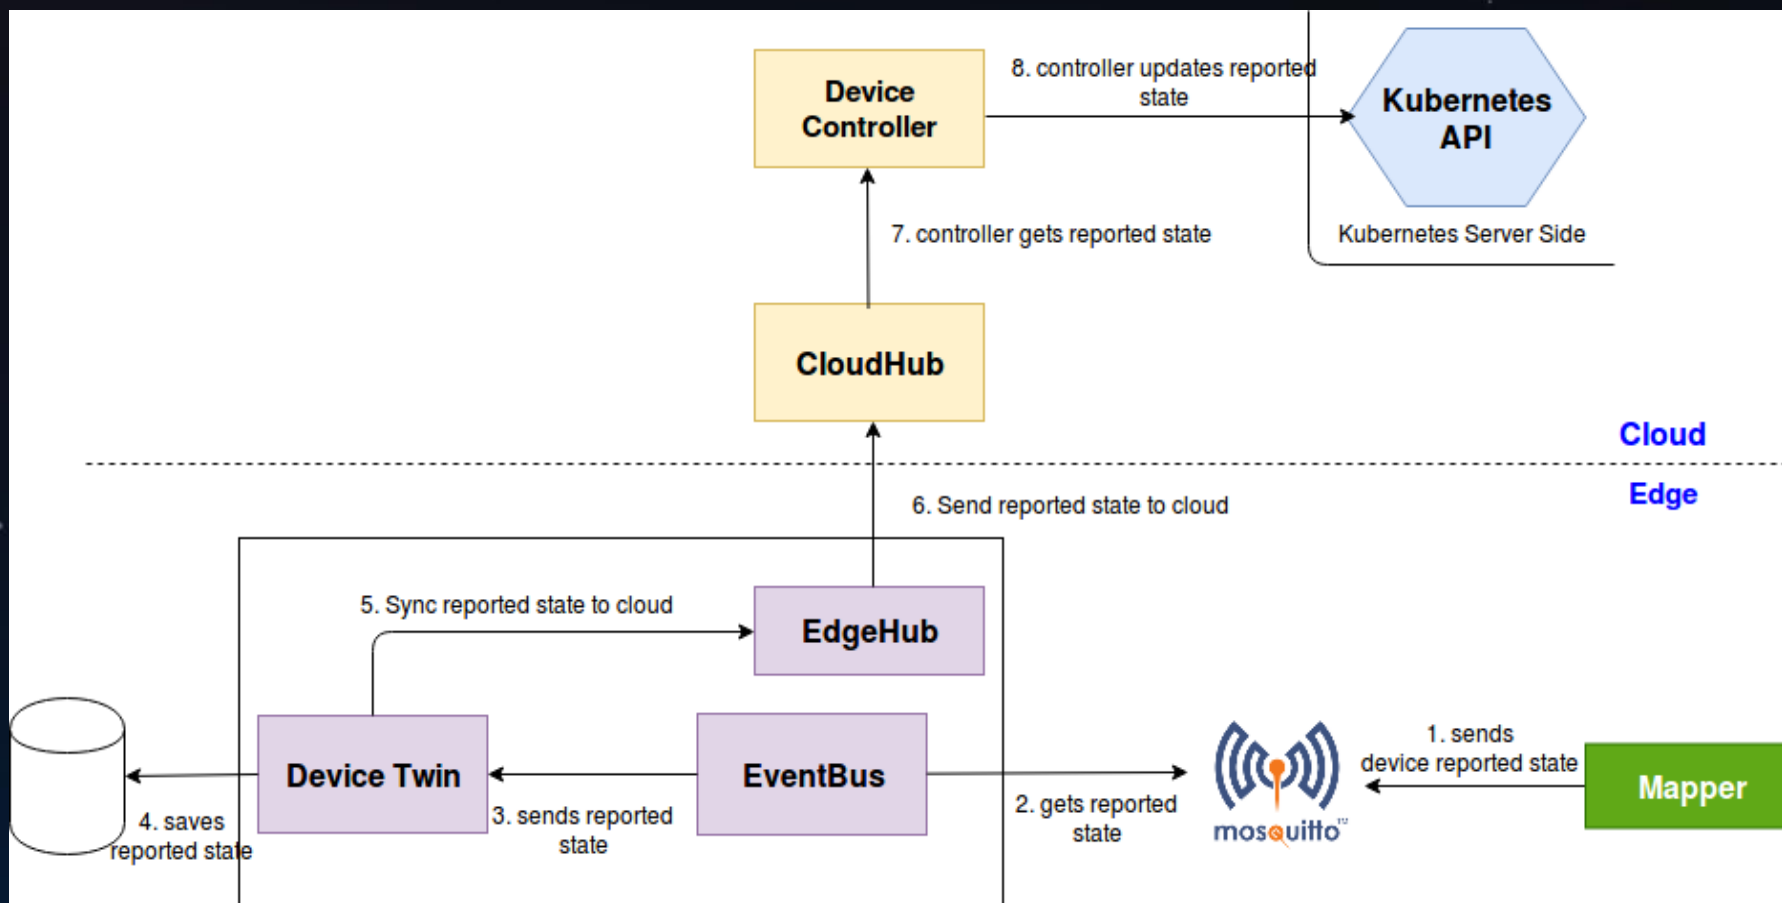 Device
Controller
8. controller updates reported
state
Kubernetes
API
7. controller gets reported state
Kubernetes Server Side
CloudHub
Cloud
Edge
6. Send reported state to cloud
5. Sync reported state to cloud
EdgeHub
Device Twin
EventBus
4. saves
reported state
3. sends reported
state
2. gets reported
state
mosquitto™
1. sends
device reported state
Mapper